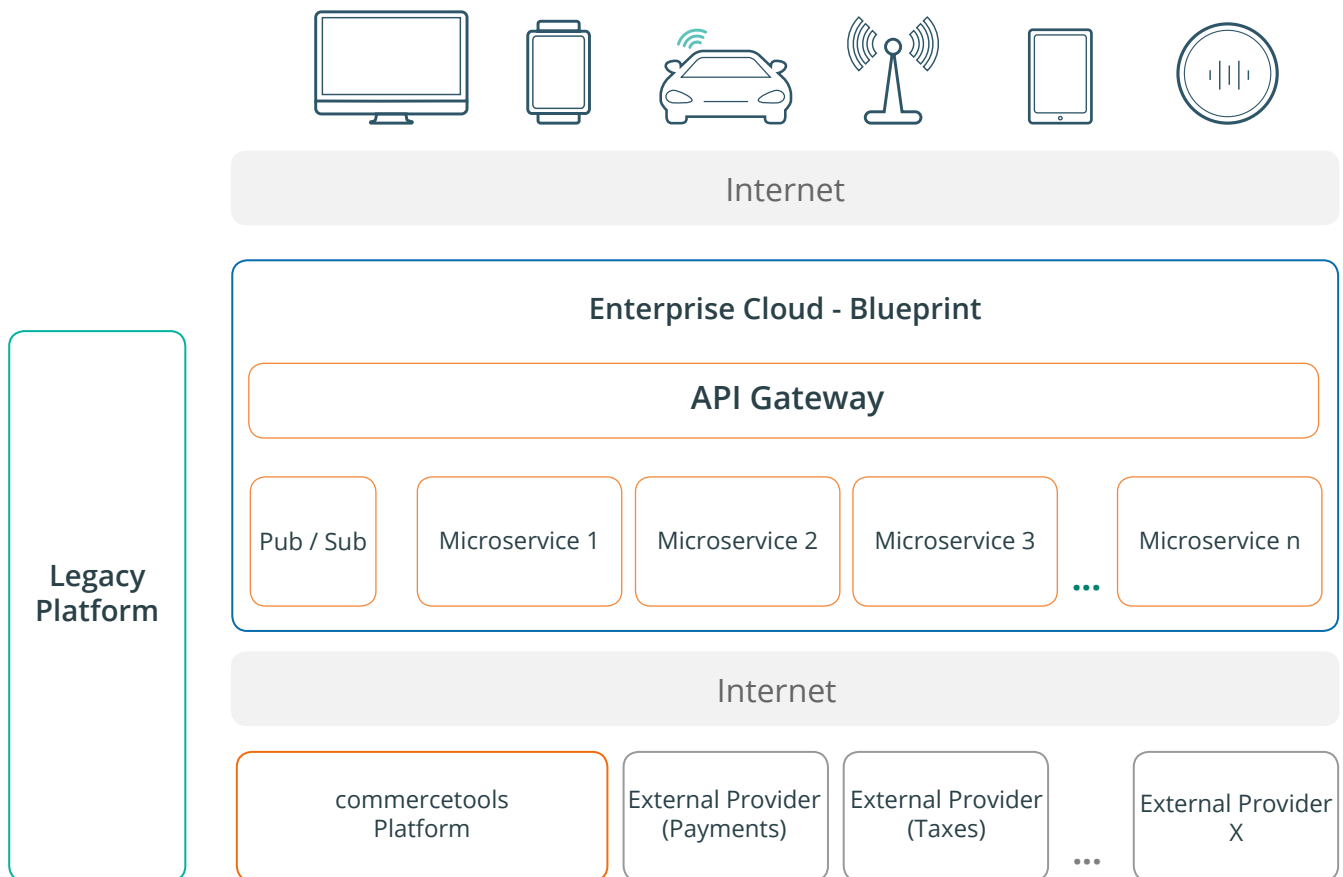 Internet
Enterprise Cloud - Blueprint
API Gateway
Pub / Sub
Microservice 1
Microservice 2
Microservice 3
...
Microservice n
Legacy
Platform
Internet
commercetools
Platform
External Provider
(Payments)
External Provider
(Taxes)
...
External Provider
X